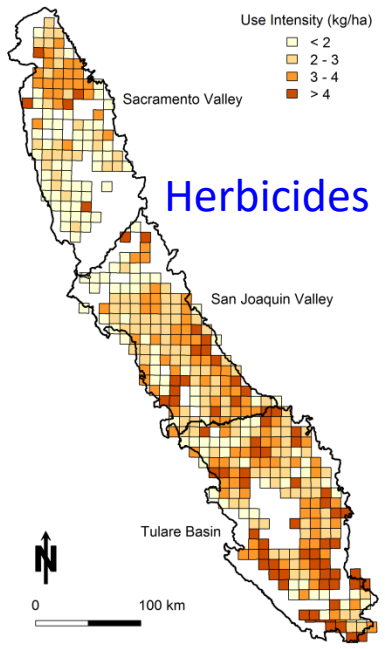 Use Intensity (kg/ha)
< 2
2 - 3
3 - 4
> 4
Sacramento Valley
Herbicides
San Joaquin Valley
Tulare Basin
N
0 100 km